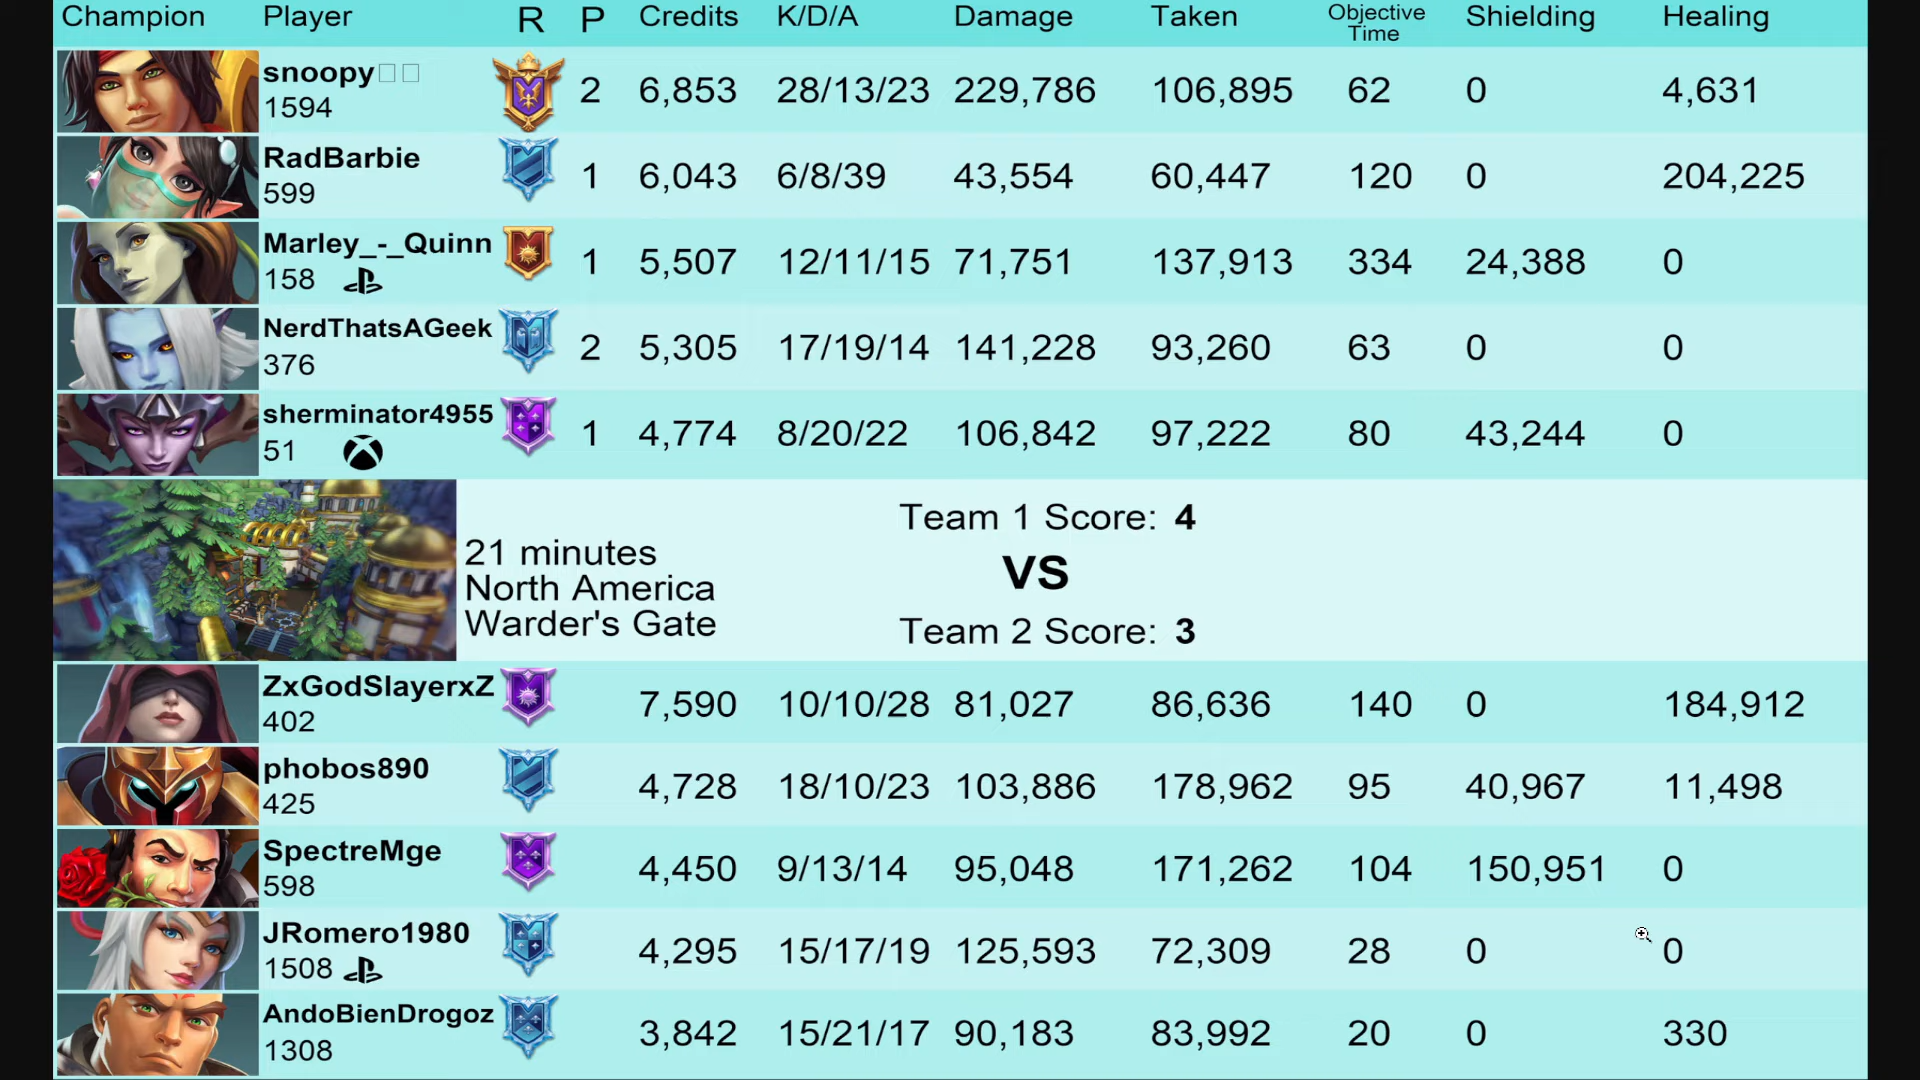 Champion Player R P Credits K/D/A Damage Taken Objective Time Shielding Healing
snoopy□□
1594 2 6,853 28/13/23 229,786 106,895 62 0 4,631
RadBarbie
599 1 6,043 6/8/39 43,554 60,447 120 0 204,225
Marley_-_Quinn
158 1 5,507 12/11/15 71,751 137,913 334 24,388 0
NerdThatsAGeek
376 2 5,305 17/19/14 141,228 93,260 63 0 0
sherminator4955
51 1 4,774 8/20/22 106,842 97,222 80 43,244 0
21 minutes
North America
Warder's Gate
Team 1 Score: 4
VS
Team 2 Score: 3
ZxGodSlayerxZ
402 7,590 10/10/28 81,027 86,636 140 0 184,912
phobos890
425 4,728 18/10/23 103,886 178,962 95 40,967 11,498
SpectreMge
598 4,450 9/13/14 95,048 171,262 104 150,951 0
JRomero1980
1508 4,295 15/17/19 125,593 72,309 28 0 0
AndoBienDrogoz
1308 3,842 15/21/17 90,183 83,992 20 0 330